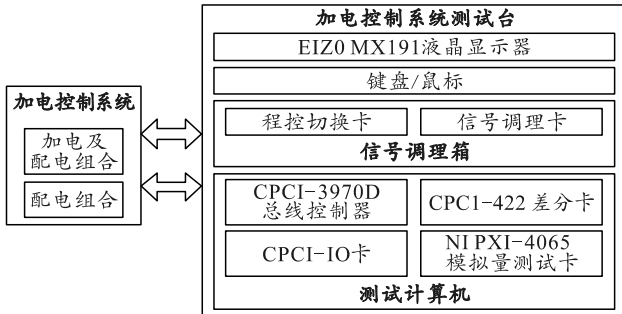 加电控制系统测试台
EIZ0 MX191液晶显示器
键盘/鼠标
加电控制系统
加电及
配电组合
配电组合
程控切换卡
信号调理卡
信号调理箱
CPCI-3970D
总线控制器
CPC1-422 差分卡
CPCI-IO卡
NI PXI-4065
模拟量测试卡
测试计算机